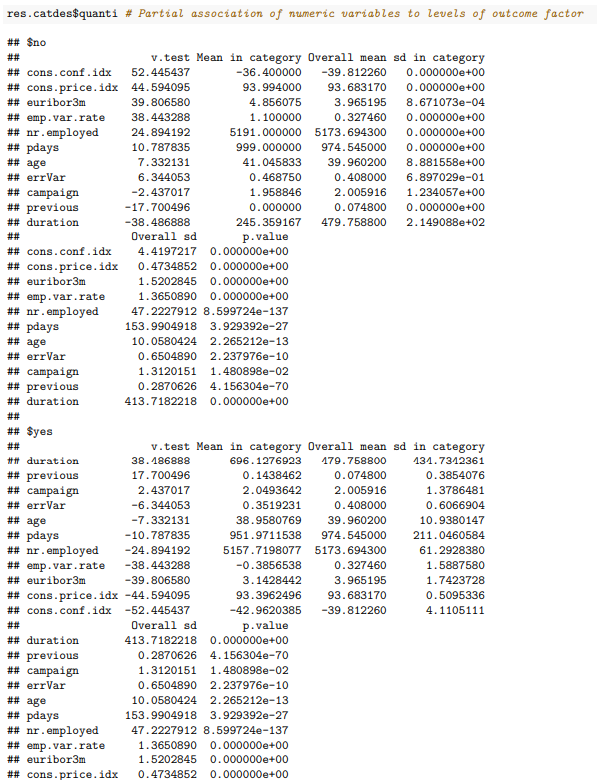 res.catdes$quanti # Partial association of numeric variables to levels of outcome factor
## $no
##                   v.test Mean in category Overall mean sd in category
## cons.conf.idx  52.445437       -36.400000   -39.812260   0.000000e+00
## cons.price.idx 44.594095        93.994000    93.683170   0.000000e+00
## euribor3m      39.806580         4.856075     3.965195   8.671073e-04
## emp.var.rate   38.443288         1.100000     0.327460   0.000000e+00
## nr.employed    24.894192      5191.000000  5173.694300   0.000000e+00
## pdays          10.787835       999.000000   974.545000   0.000000e+00
## age             7.332131        41.045833    39.960200   8.881558e+00
## errVar          6.344053         0.468750     0.408000   6.897029e-01
## campaign       -2.437017         1.958846     2.005916   1.234057e+00
## previous      -17.700496         0.000000     0.074800   0.000000e+00
## duration      -38.486888       245.359167   479.758800   2.149088e+02
##                Overall sd       p.value
## cons.conf.idx   4.4197217  0.000000e+00
## cons.price.idx  0.4734852  0.000000e+00
## euribor3m       1.5202845  0.000000e+00
## emp.var.rate    1.3650890  0.000000e+00
## nr.employed    47.2227912 8.599724e-137
## pdays         153.9904918  3.929392e-27
## age            10.0580424  2.265212e-13
## errVar          0.6504890  2.237976e-10
## campaign        1.3120151  1.480898e-02
## previous        0.2870626  4.156304e-70
## duration      413.7182218  0.000000e+00
##
## $yes
##                   v.test Mean in category Overall mean sd in category
## duration       38.486888      696.1276923   479.758800    434.7342361
## previous       17.700496        0.1438462     0.074800      0.3854076
## campaign        2.437017        2.0493642     2.005916      1.3786481
## errVar         -6.344053        0.3519231     0.408000      0.6066904
## age            -7.332131       38.9580769    39.960200     10.9380147
## pdays         -10.787835      951.9711538   974.545000    211.0460584
## nr.employed   -24.894192     5157.7198077  5173.694300     61.2928380
## emp.var.rate  -38.443288       -0.3856538     0.327460      1.5887580
## euribor3m     -39.806580        3.1428442     3.965195      1.7423728
## cons.price.idx -44.594095      93.3962496    93.683170      0.5095336
## cons.conf.idx -52.445437      -42.9620385   -39.812260      4.1105111
##                Overall sd       p.value
## duration      413.7182218  0.000000e+00
## previous        0.2870626  4.156304e-70
## campaign        1.3120151  1.480898e-02
## errVar          0.6504890  2.237976e-10
## age            10.0580424  2.265212e-13
## pdays         153.9904918  3.929392e-27
## nr.employed    47.2227912 8.599724e-137
## emp.var.rate    1.3650890  0.000000e+00
## euribor3m       1.5202845  0.000000e+00
## cons.price.idx  0.4734852  0.000000e+00